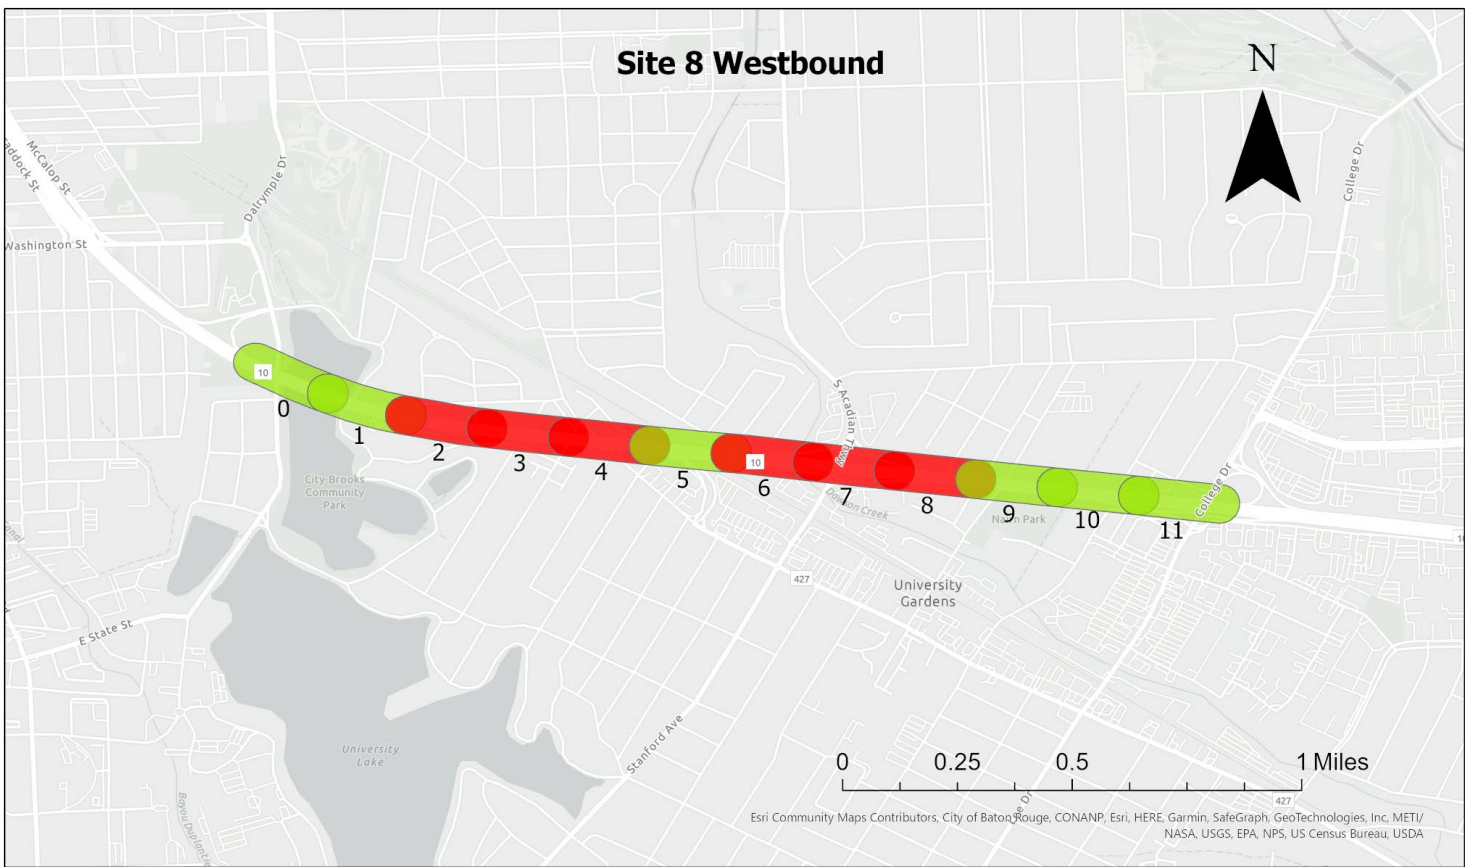 Site 8 Westbound
N
McCalop St
Dalrymple Dr
College Dr
Washington St
S Acadian Thwy
10
0
1
2
3
4
5
10
6
7
8
9
10
11
College Dr
City-Brooks
Community
Park
Dawson Creek
427
University
Gardens
E State St
Stanford Ave
University
Lake
0 0.25 0.5 1 Miles
427
Esri Community Maps Contributors, City of Baton Rouge, CONANP, Esri, HERE, Garmin, SafeGraph, GeoTechnologies, Inc, METI/
NASA, USGS, EPA, NPS, US Census Bureau, USDA